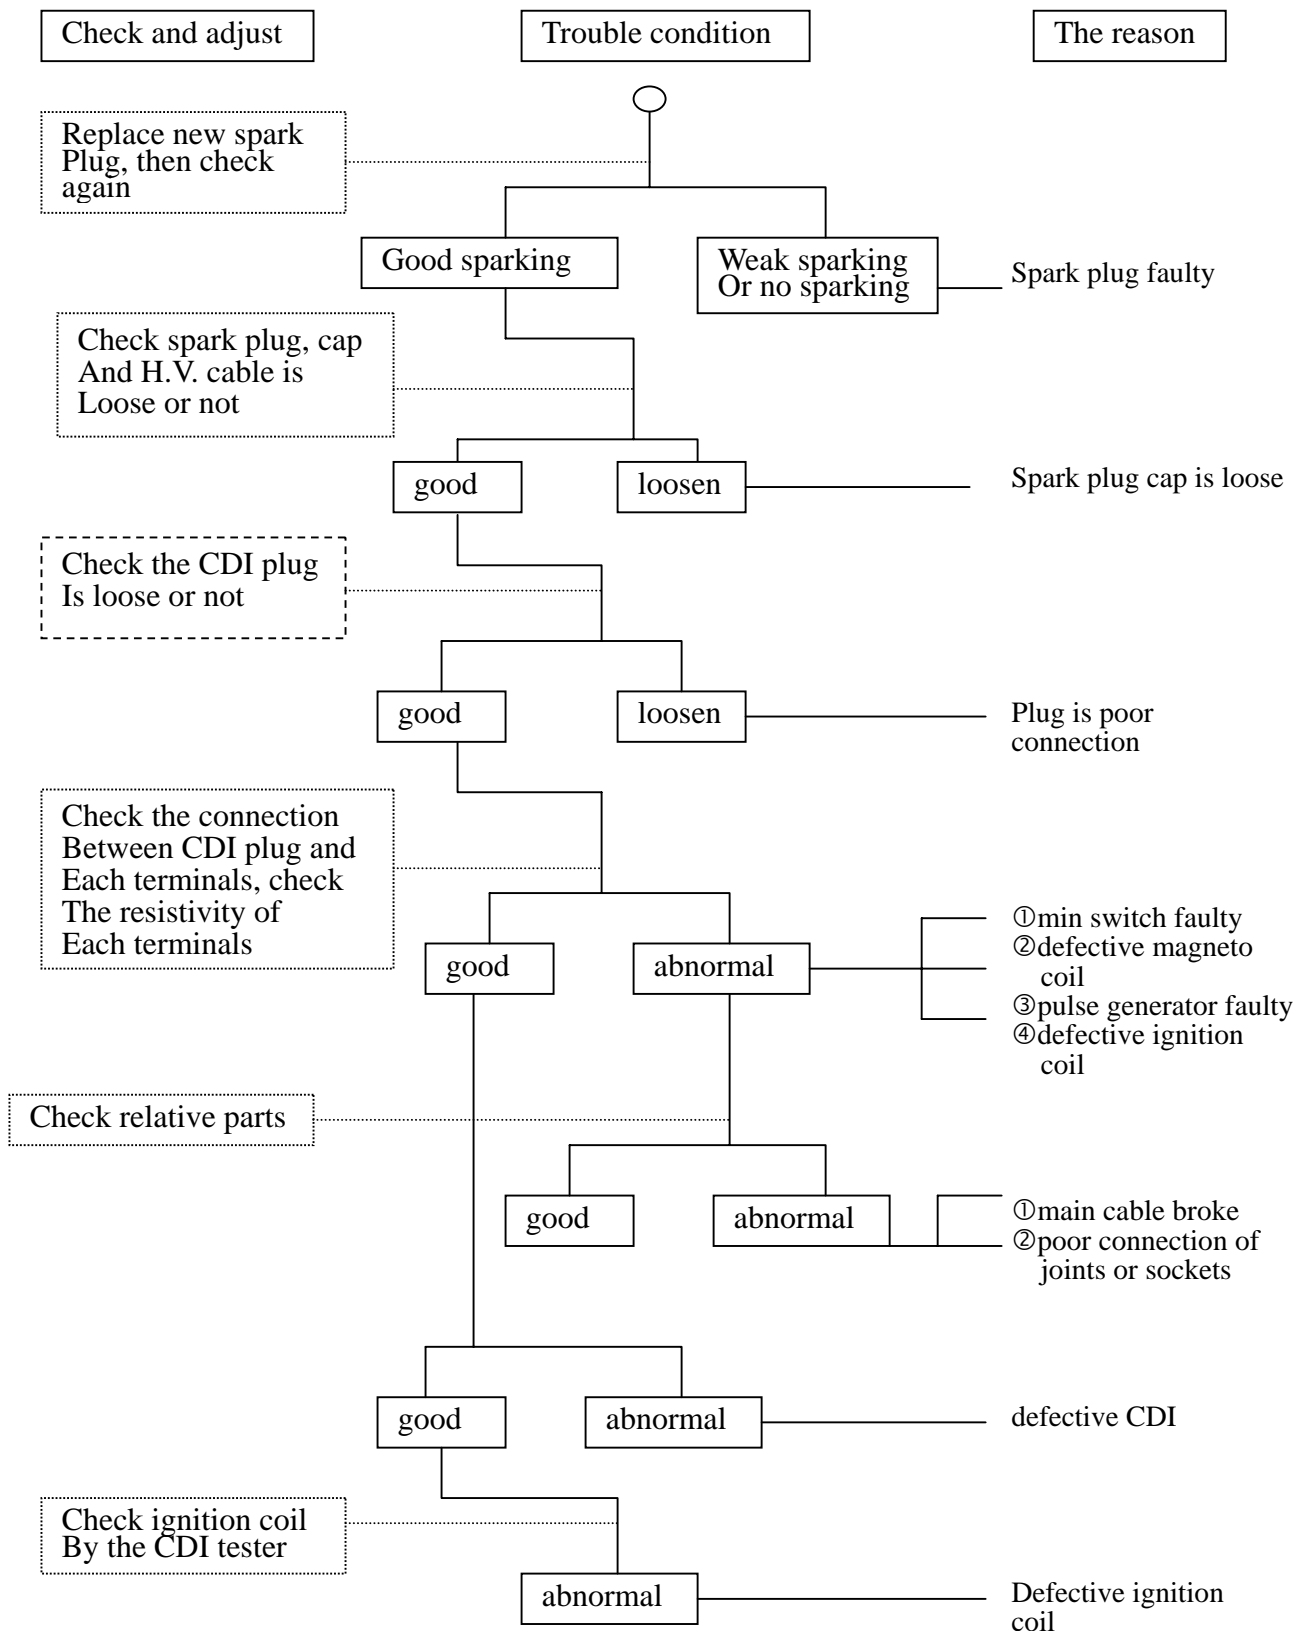 Check and adjust
Trouble condition
The reason
Replace new spark
Plug, then check
again
Good sparking
Weak sparking
Or no sparking
Spark plug faulty
Check spark plug, cap
And H.V. cable is
Loose or not
good
loosen
Spark plug cap is loose
Check the CDI plug
Is loose or not
good
loosen
Plug is poor
connection
Check the connection
Between CDI plug and
Each terminals, check
The resistivity of
Each terminals
good
abnormal
①min switch faulty
②defective magneto
coil
③pulse generator faulty
④defective ignition
coil
Check relative parts
good
abnormal
①main cable broke
②poor connection of
joints or sockets
good
abnormal
defective CDI
Check ignition coil
By the CDI tester
abnormal
Defective ignition
coil